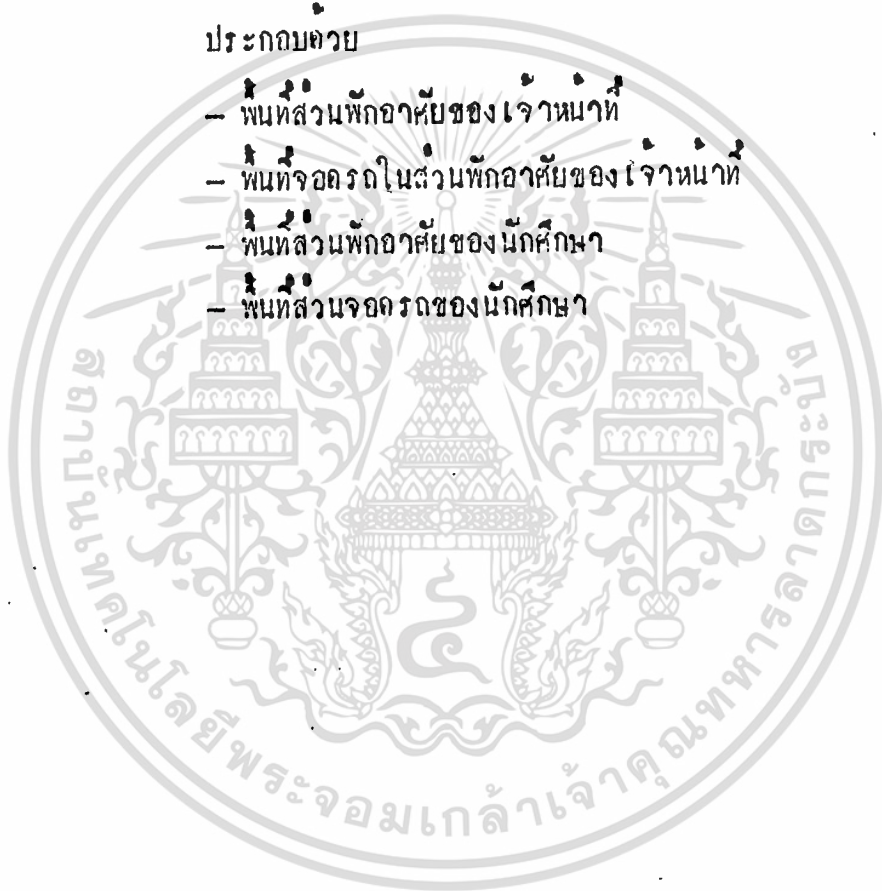 ประกอบด้วย
— พื้นที่ส่วนพักอาศัยของเจ้าหน้าที่
— พื้นที่จอดรถในส่วนพักอาศัยของเจ้าหน้าที่
— พื้นที่ส่วนพักอาศัยของนักศึกษา
— พื้นที่ส่วนจอดรถของนักศึกษา
สถาบันเทคโนโลยีพระจอมเกล้าเจ้าคุณทหารลาดกระบัง
๔